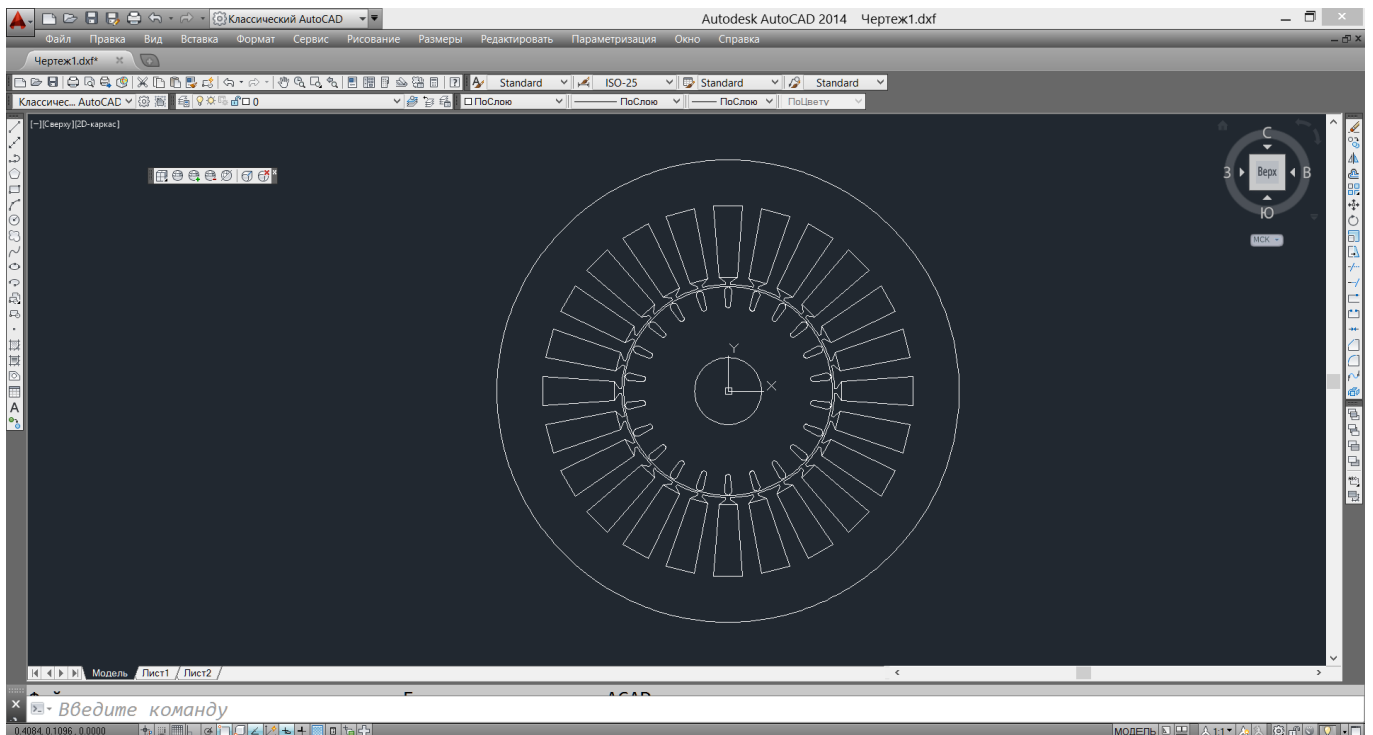 Классический AutoCAD
Autodesk AutoCAD 2014 Чертеж1.dxf
Файл Правка Вид Вставка Формат Сервис Рисование Размеры Редактировать Параметризация Окно Справка
Чертеж1.dxf*
Standard ISO-25 Standard Standard
Классичес... AutoCAD 0 ПоСлою ПоСлою ПоСлою ПоЦвету
[−][Сверху][2D-каркас]
С
З Верх В
Ю
МСК
Y
X
Модель Лист1 Лист2
Введите команду
0.4084, 0.1096, 0.0000 МОДЕЛЬ 1:1